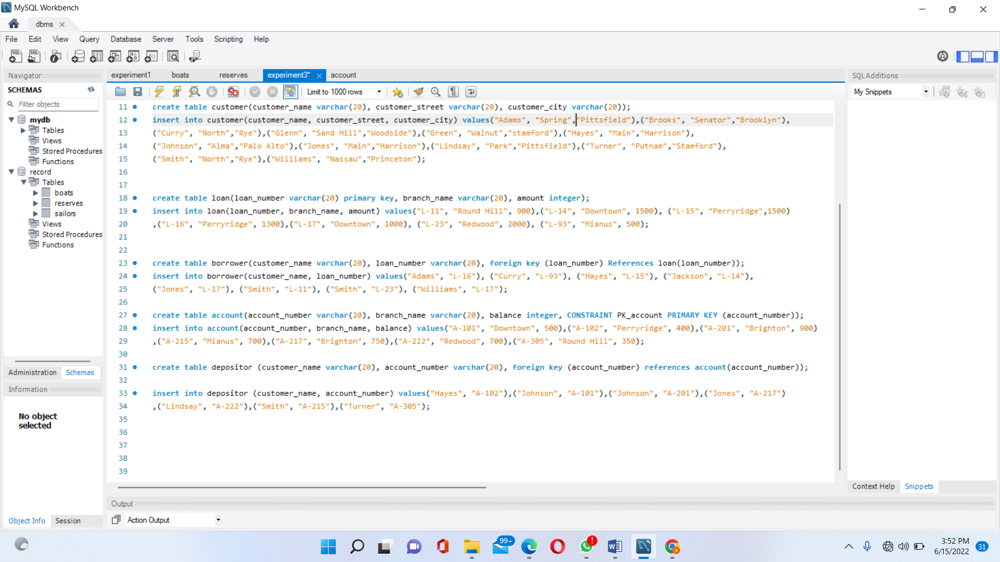 MySQL Workbench
dbms
File Edit View Query Database Server Tools Scripting Help
Navigator
SCHEMAS
Filter objects
mydb
Tables
Views
Stored Procedures
Functions
record
Tables
boats
reserves
sailors
Views
Stored Procedures
Functions
Administration Schemas
Information
No object
selected
Object Info Session
experiment1 boats reserves experiment3* account
Limit to 1000 rows
11 create table customer(customer_name varchar(20), customer_street varchar(20), customer_city varchar(20));
12 insert into customer(customer_name, customer_street, customer_city) values("Adams", "Spring","Pittsfield"),("Brooks", "Senator","Brooklyn"),
13 ("Curry", "North","Rye"),("Glenn", "Sand Hill","Woodside"),("Green", "Walnut","stamford"),("Hayes", "Main","Harrison"),
14 ("Johnson", "Alma","Palo Alto"),("Jones", "Main","Harrison"),("Lindsay", "Park","Pittsfield"),("Turner", "Putnam","Stamford"),
15 ("Smith", "North","Rye"),("Williams", "Nassau","Princeton");
16
17
18 create table loan(loan_number varchar(20) primary key, branch_name varchar(20), amount integer);
19 insert into loan(loan_number, branch_name, amount) values("L-11", "Round Hill", 900),("L-14", "Downtown", 1500), ("L-15", "Perryridge",1500)
20 ,("L-16", "Perryridge", 1300),("L-17", "Downtown", 1000), ("L-23", "Redwood", 2000), ("L-93", "Mianus", 500);
21
22
23 create table borrower(customer_name varchar(20), loan_number varchar(20), foreign key (loan_number) References loan(loan_number));
24 insert into borrower(customer_name, loan_number) values("Adams", "L-16"), ("Curry", "L-93"), ("Hayes", "L-15"), ("Jackson", "L-14"),
25 ("Jones", "L-17"), ("Smith", "L-11"), ("Smith", "L-23"), ("Williams", "L-17");
26
27 create table account(account_number varchar(20), branch_name varchar(20), balance integer, CONSTRAINT PK_account PRIMARY KEY (account_number));
28 insert into account(account_number, branch_name, balance) values("A-101", "Downtown", 500),("A-102", "Perryridge", 400),("A-201", "Brighton", 900)
29 ,("A-215", "Mianus", 700),("A-217", "Brighton", 750),("A-222", "Redwood", 700),("A-305", "Round Hill", 350);
30
31 create table depositor (customer_name varchar(20), account_number varchar(20), foreign key (account_number) references account(account_number));
32
33 insert into depositor (customer_name, account_number) values("Hayes", "A-102"),("Johnson", "A-101"),("Johnson", "A-201"),("Jones", "A-217")
34 ,("Lindsay", "A-222"),("Smith", "A-215"),("Turner", "A-305");
35
36
37
38
39
Output
Action Output
SQLAdditions
My Snippets
Context Help Snippets
99+
3:52 PM
6/15/2022
31